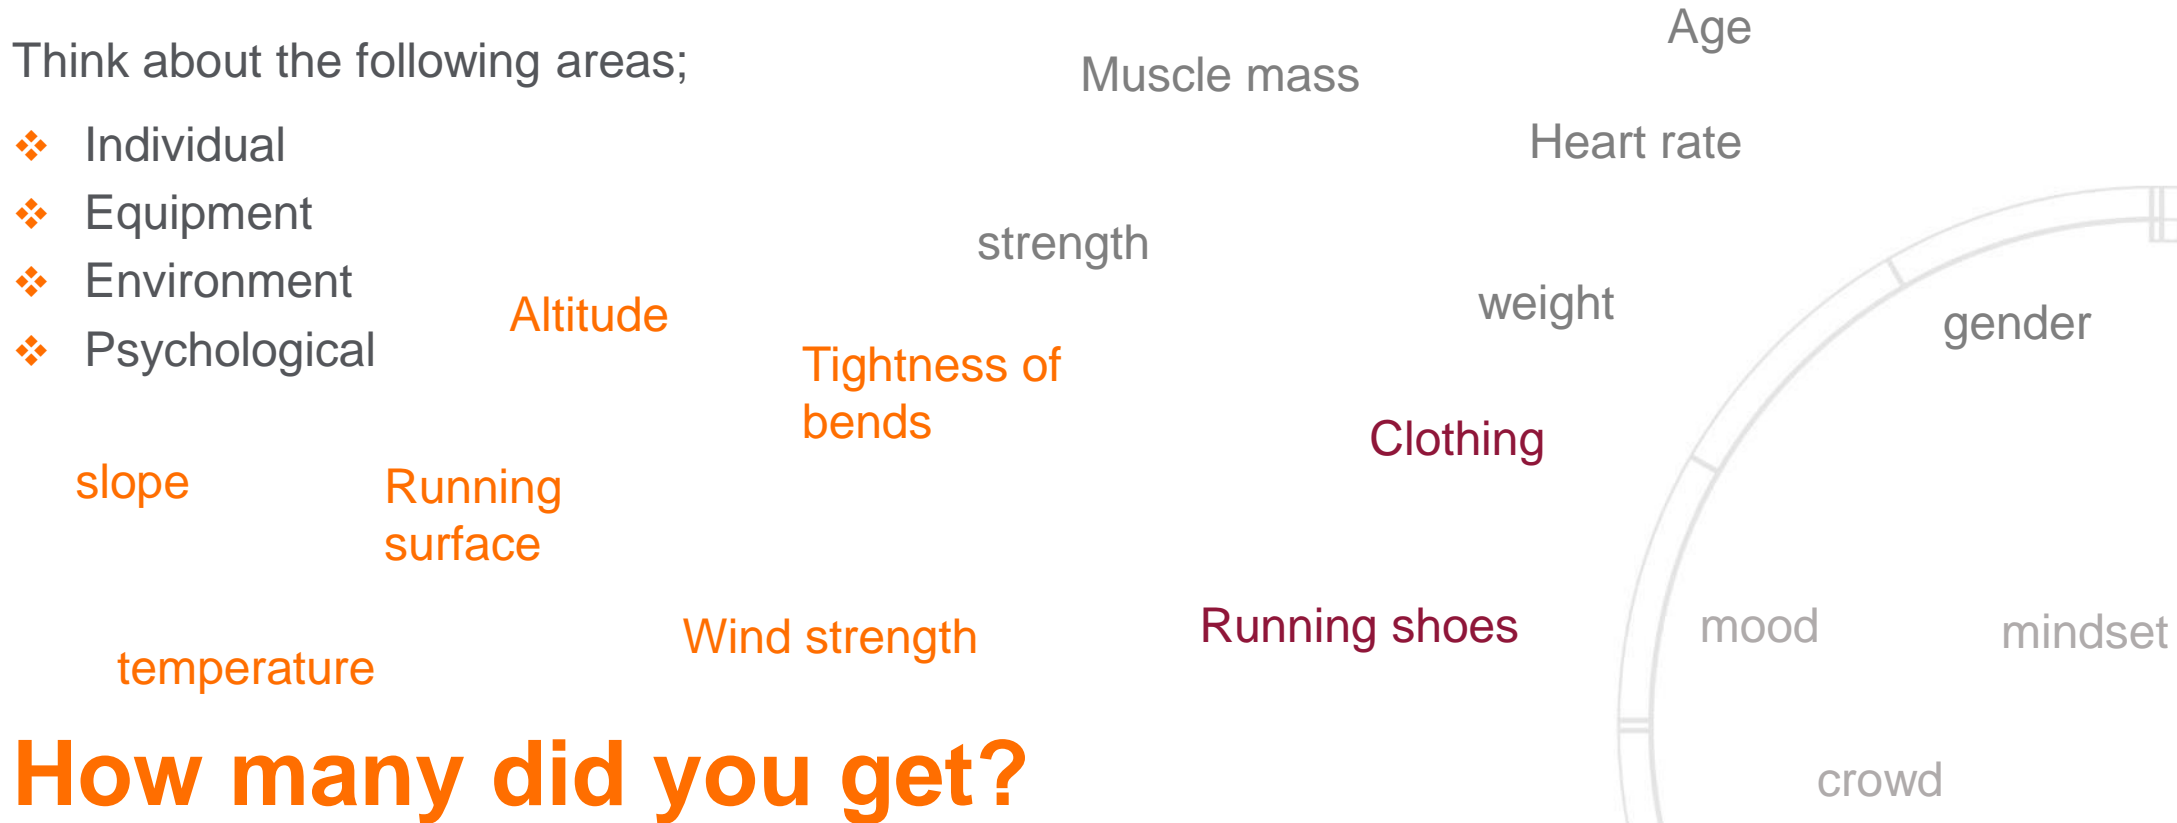 Think about the following areas;
❖ Individual
❖ Equipment
❖ Environment
❖ Psychological
Age
Muscle mass
Heart rate
strength
weight
gender
Altitude
Tightness of
bends
Clothing
slope
Running
surface
Running shoes
mood
mindset
Wind strength
temperature
crowd
How many did you get?